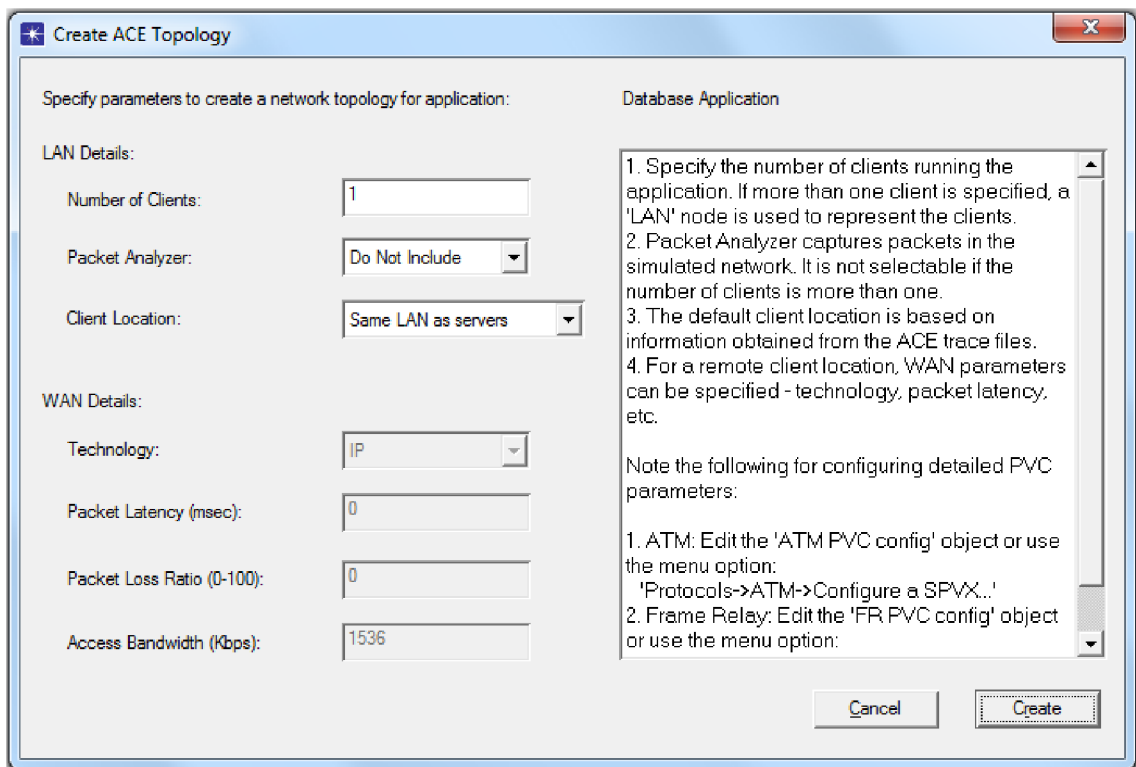 Create ACE Topology
Specify parameters to create a network topology for application:
Database Application
LAN Details:
Number of Clients:
1
Packet Analyzer:
Do Not Include
Client Location:
Same LAN as servers
WAN Details:
Technology:
IP
Packet Latency (msec):
0
Packet Loss Ratio (0-100):
0
Access Bandwidth (Kbps):
1536
1. Specify the number of clients running the
application. If more than one client is specified, a
'LAN' node is used to represent the clients.
2. Packet Analyzer captures packets in the
simulated network. It is not selectable if the
number of clients is more than one.
3. The default client location is based on
information obtained from the ACE trace files.
4. For a remote client location, WAN parameters
can be specified - technology, packet latency,
etc.
Note the following for configuring detailed PVC
parameters:
1. ATM: Edit the 'ATM PVC config' object or use
the menu option:
'Protocols->ATM->Configure a SPVX...'
2. Frame Relay: Edit the 'FR PVC config' object
or use the menu option:
Cancel
Create